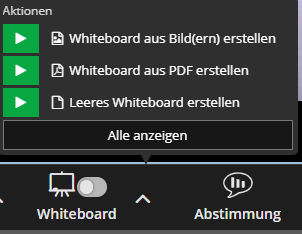 Aktionen
Whiteboard aus Bild(ern) erstellen
Whiteboard aus PDF erstellen
Leeres Whiteboard erstellen
Alle anzeigen
Whiteboard
Abstimmung